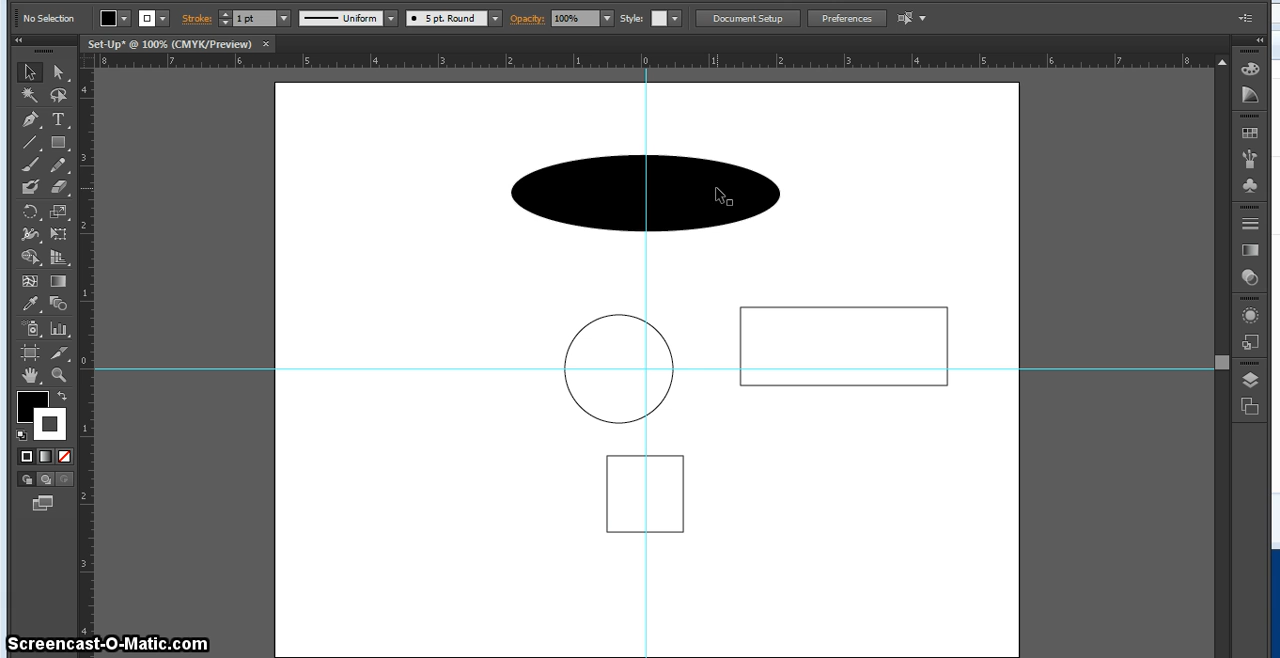 No Selection Stroke: 1 pt Uniform 5 pt. Round Opacity: 100% Style: Document Setup Preferences
Set-Up* @ 100% (CMYK/Preview) ×
8 7 6 5 4 3 2 1 0 1 2 3 4 5 6 7 8
4
3
2
1
0
1
2
3
4
T
Screencast-O-Matic.com